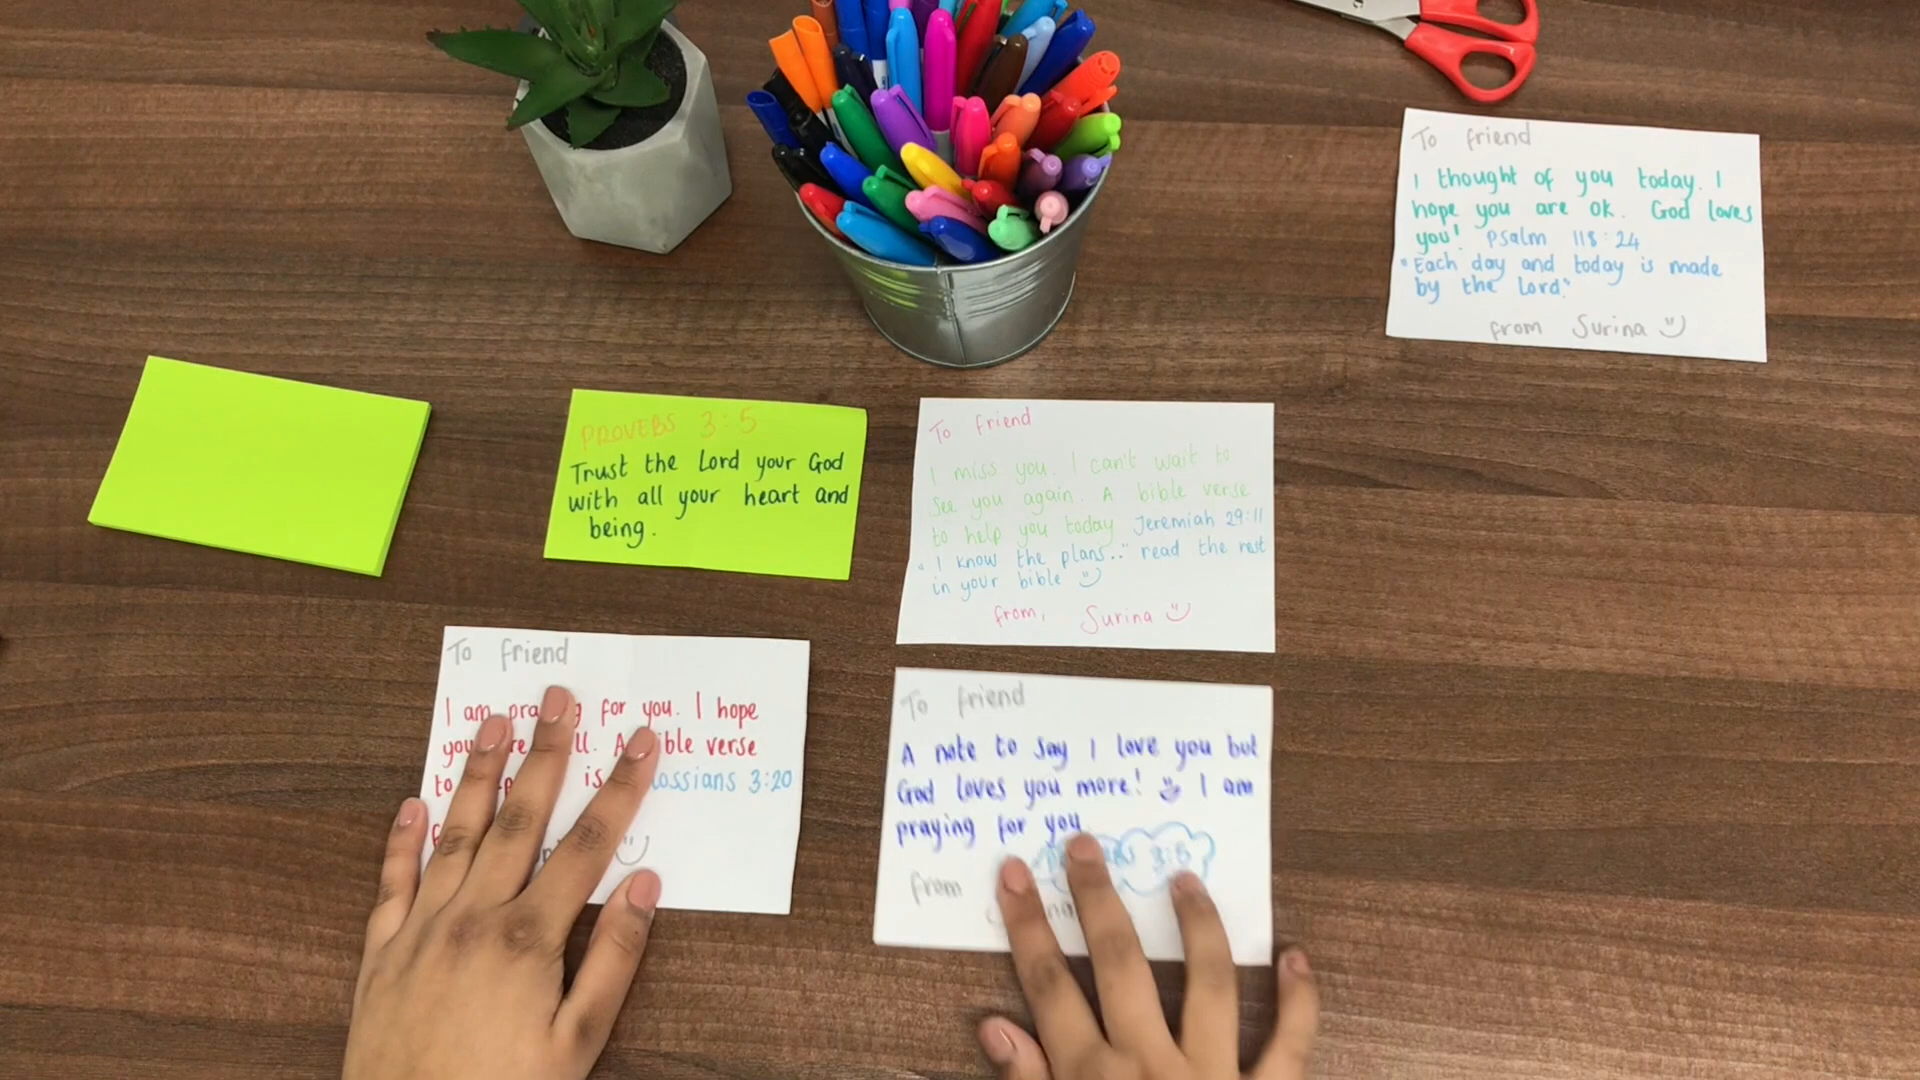 To friend
I thought of you today. I
hope you are ok. God loves
you! Psalm 118:24
"Each day and today is made
by the Lord."
from Surina
PROVERBS 3:5
Trust the Lord your God
with all your heart and
being.
To friend
I miss you. I can't wait to
see you again. A bible verse
to help you today Jeremiah 29:11
"I know the plans.." read the rest
in your bible
from, Surina
To friend
I am for you. I hope
you. A verse
to is 3:20
To friend
A note to say I love you but
God loves you more! I am
praying for you
from 3:5